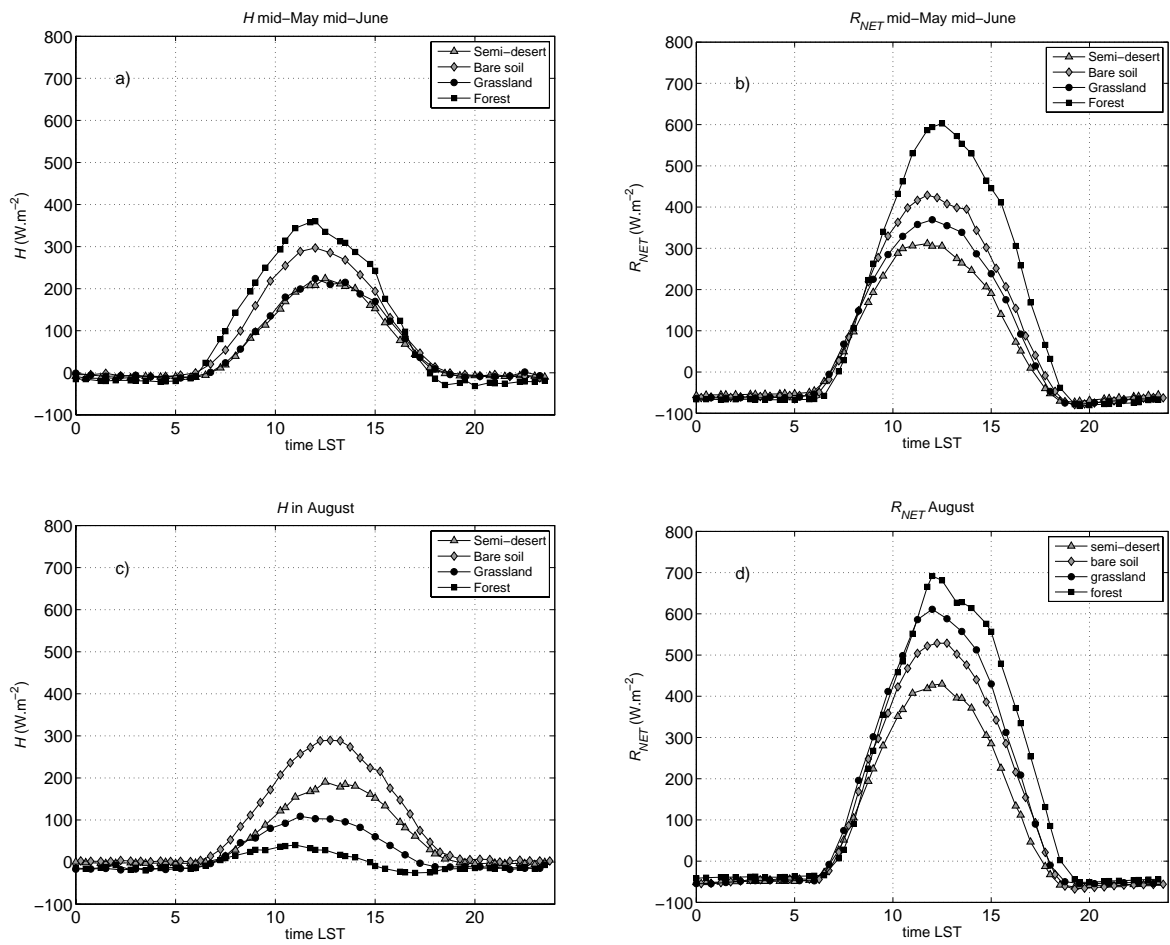 H mid−May mid−June
800
700
600
500
400
300
200
100
0
−100
H (W.m−2)
0
5
10
15
20
time LST
a)
Semi−desert
Bare soil
Grassland
Forest
RNET mid−May mid−June
800
700
600
500
400
300
200
100
0
−100
RNET (W.m−2)
0
5
10
15
20
time LST
b)
Semi−desert
Bare soil
Grassland
Forest
H in August
800
700
600
500
400
300
200
100
0
−100
H (W.m−2)
0
5
10
15
20
time LST
c)
Semi−desert
Bare soil
Grassland
Forest
RNET August
800
700
600
500
400
300
200
100
0
−100
RNET (W.m−2)
0
5
10
15
20
time LST
d)
semi−desert
bare soil
grassland
forest